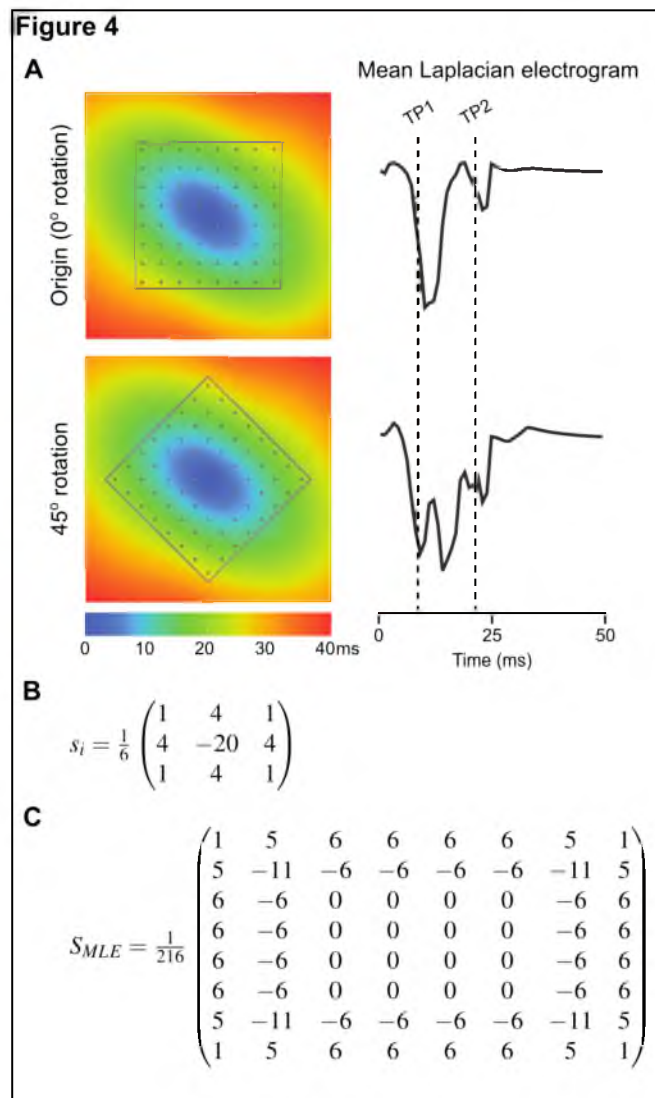 Figure 4
A
Mean Laplacian electrogram
TP1 TP2
Origin (0° rotation)
45° rotation
0 10 20 30 40ms
0 25 50
Time (ms)
B
s_i = 1/6 (1 4 1
4 −20 4
1 4 1)
C
S_MLE = 1/216 (1 5 6 6 6 6 5 1
5 −11 −6 −6 −6 −6 −11 5
6 −6 0 0 0 0 −6 6
6 −6 0 0 0 0 −6 6
6 −6 0 0 0 0 −6 6
6 −6 0 0 0 0 −6 6
5 −11 −6 −6 −6 −6 −11 5
1 5 6 6 6 6 5 1)